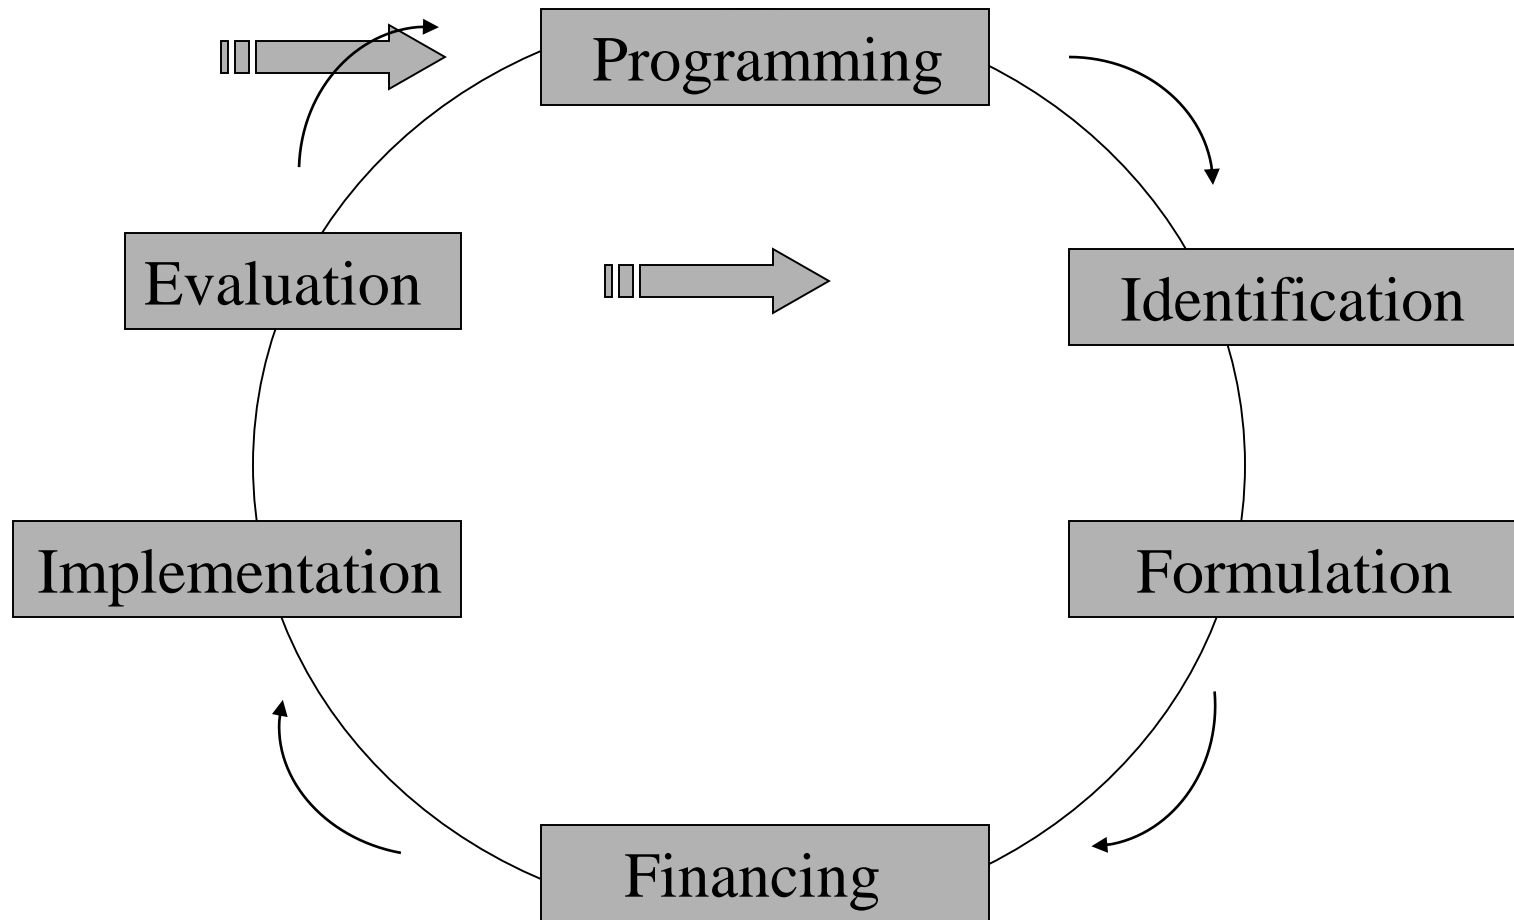 Programming
Evaluation
Identification
Implementation
Formulation
Financing